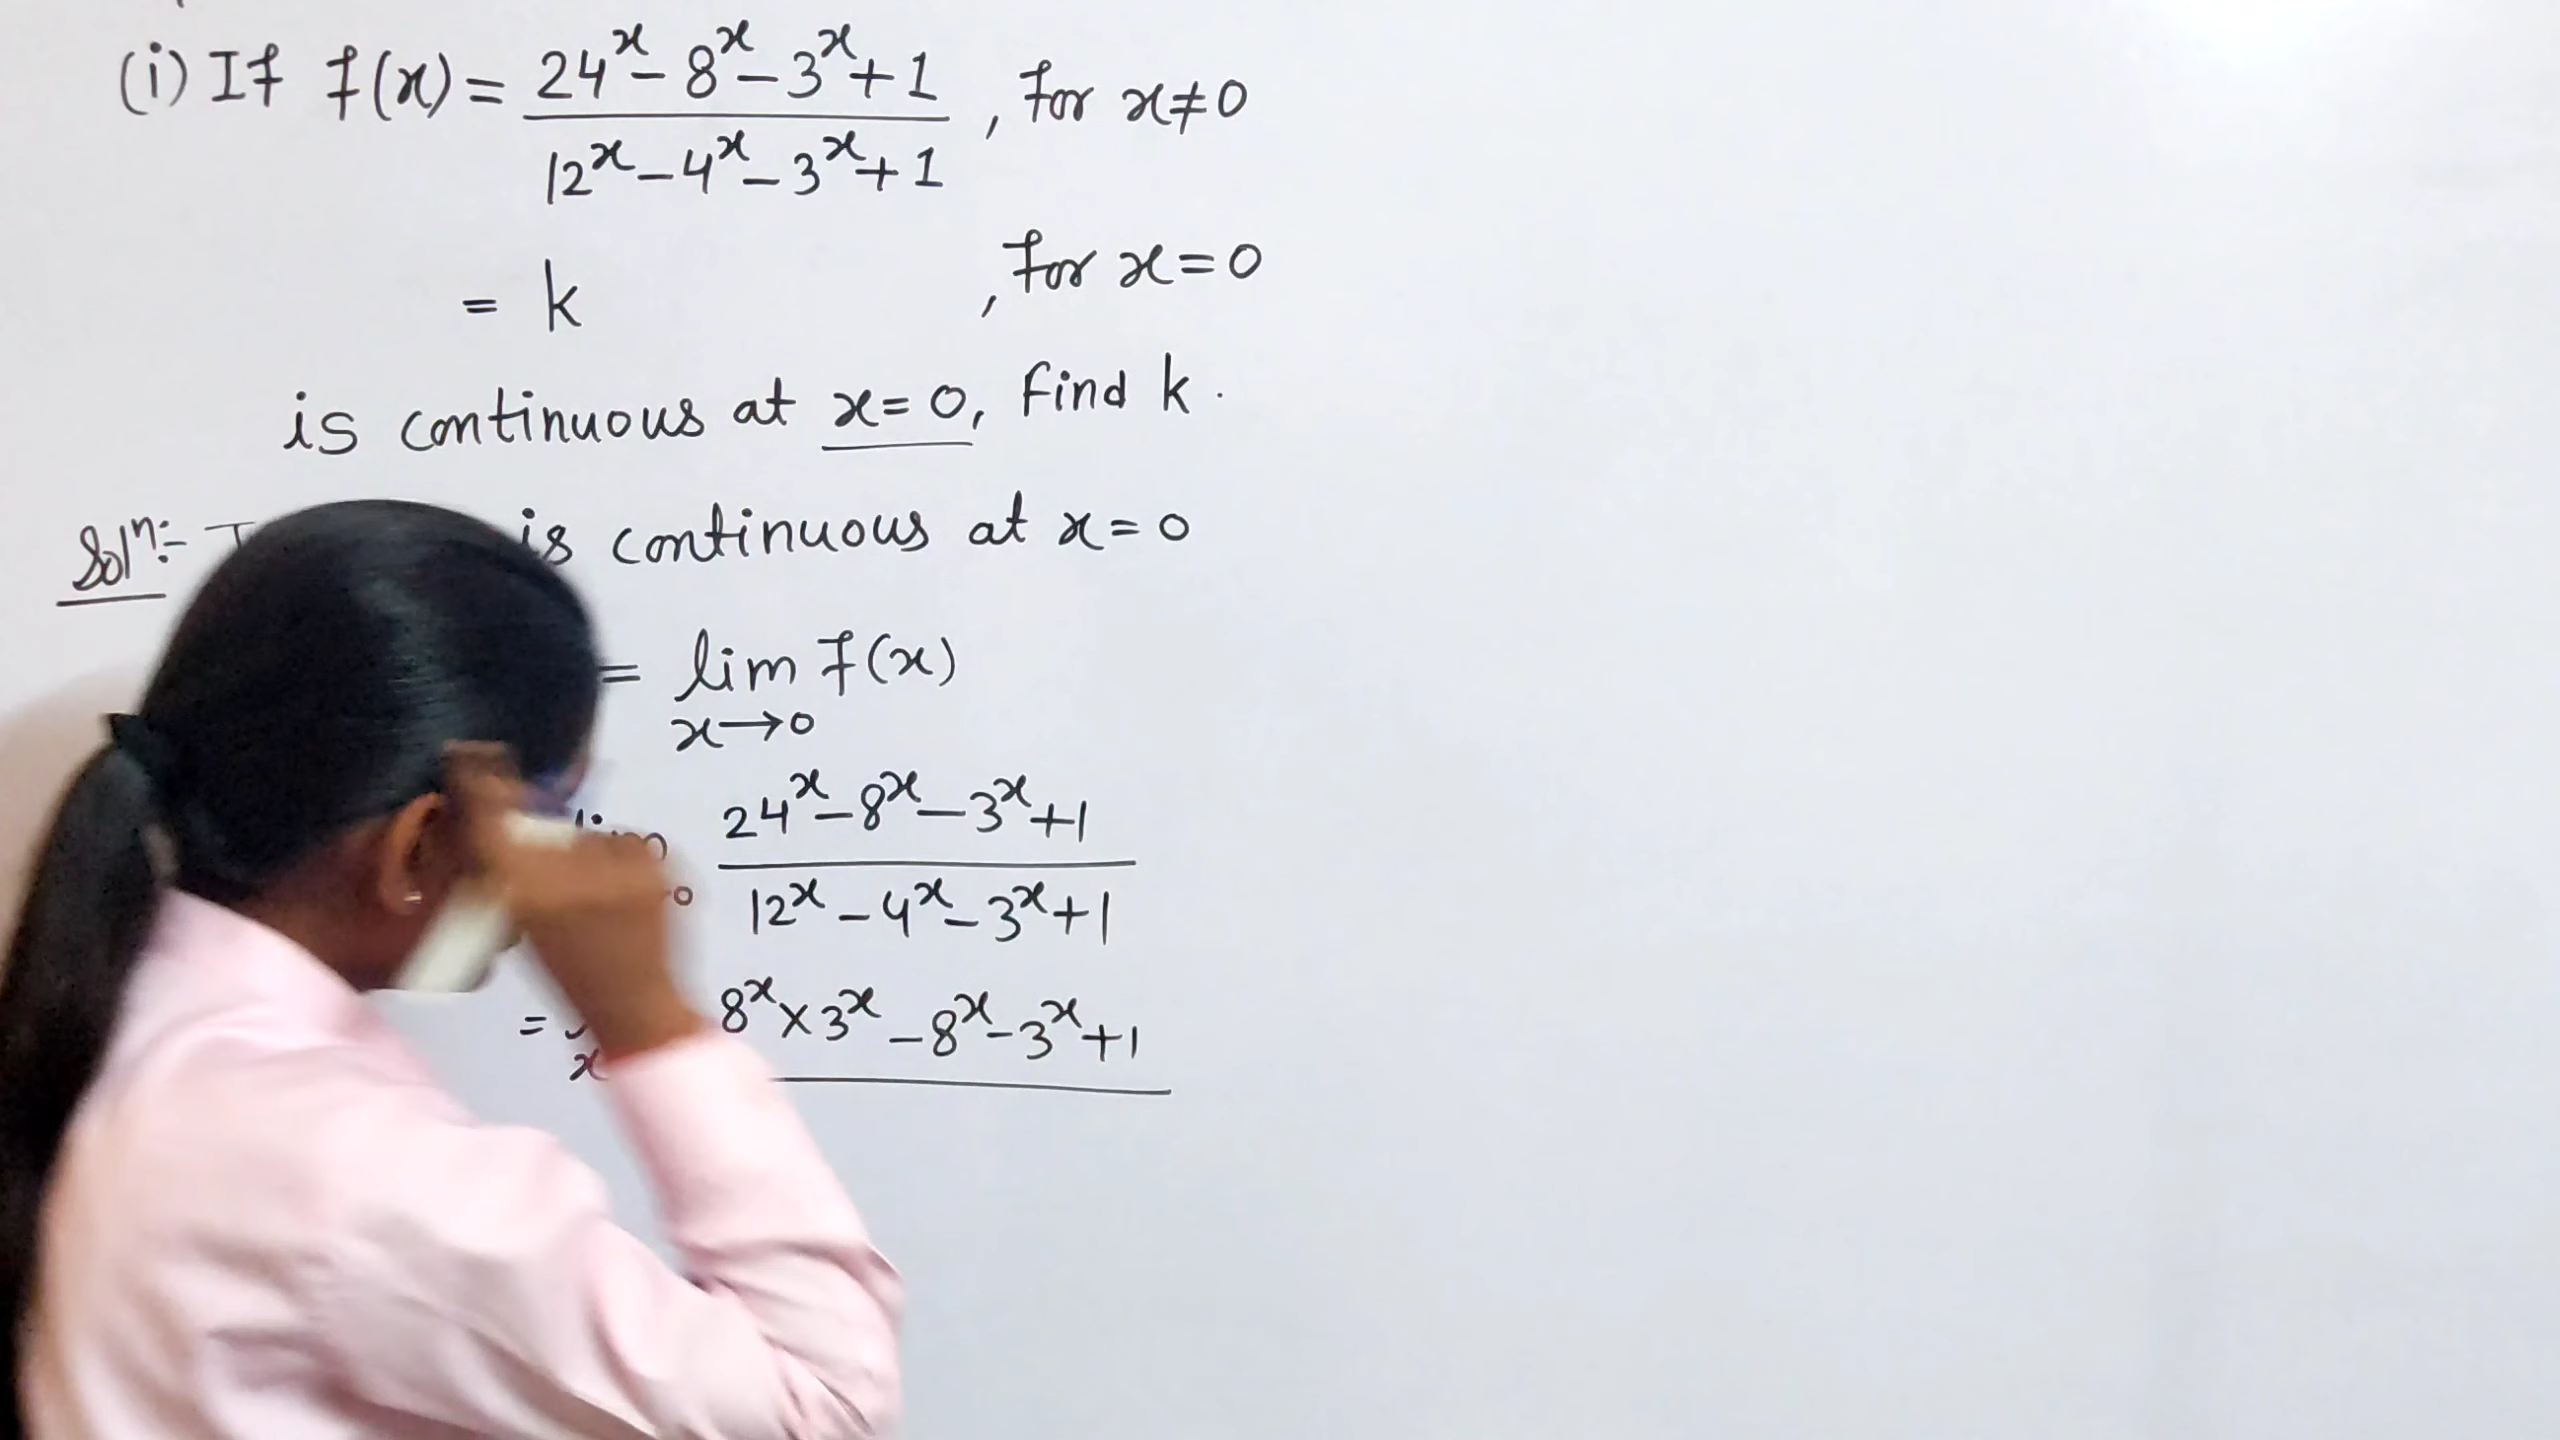 (i) If f(x) = 24^x - 8^x - 3^x + 1 , for x≠0
12^x - 4^x - 3^x + 1
= k , for x=0
is continuous at x=0, Find k.
Solⁿ:- is continuous at x=0
= lim f(x)
x→0
lim 24^x - 8^x - 3^x + 1
0 12^x - 4^x - 3^x + 1
= 8^x × 3^x - 8^x - 3^x + 1
x